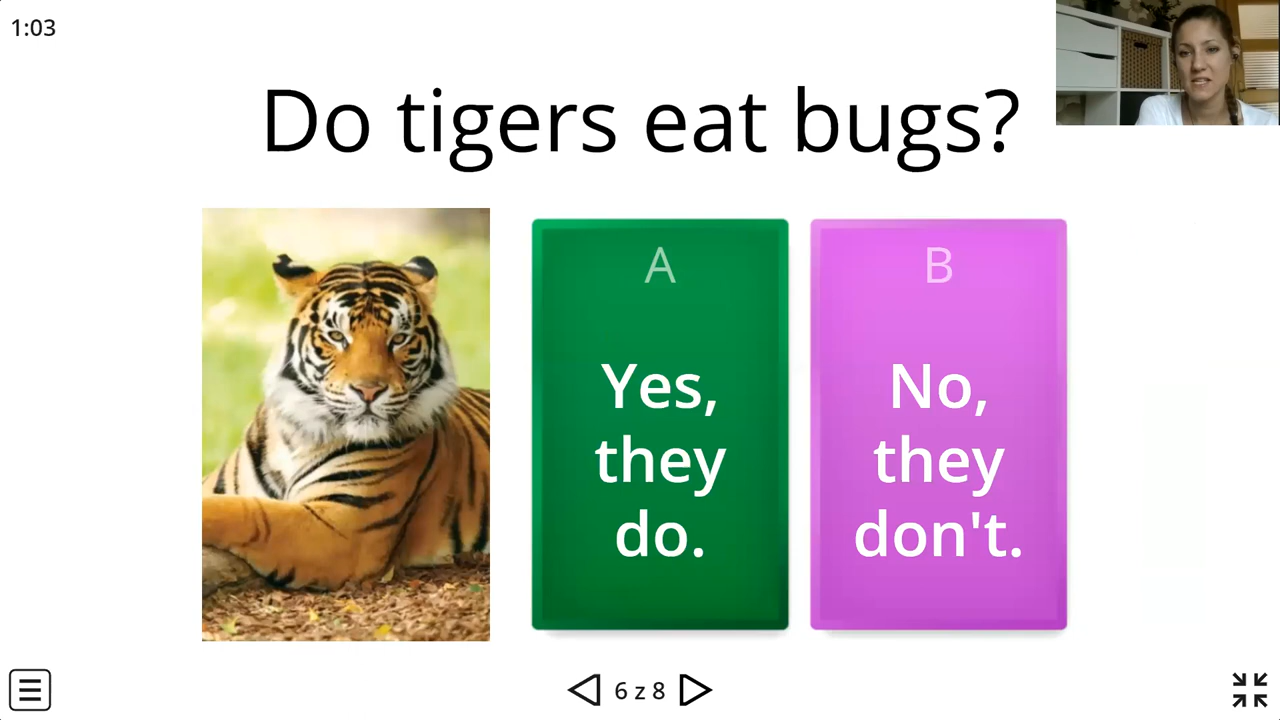 1:03
Do tigers eat bugs?
A
Yes,
they
do.
B
No,
they
don't.
6 z 8